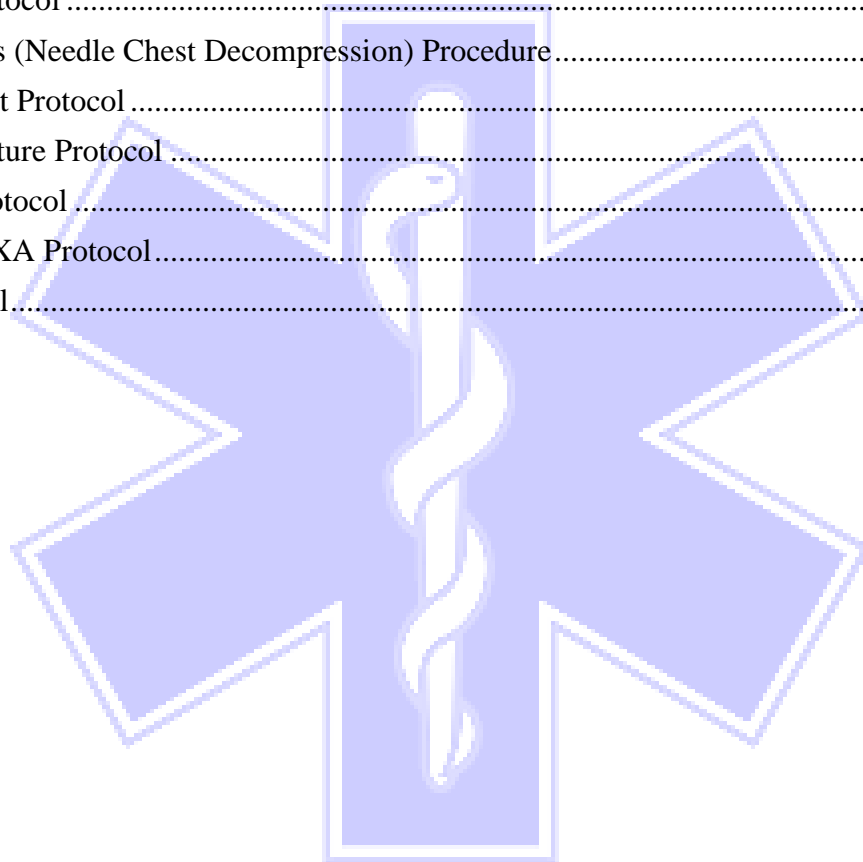 tocol ..........................................................................................
s (Needle Chest Decompression) Procedure.......................................
t Protocol ..........................................................................................
ture Protocol .....................................................................................
otocol ................................................................................................
XA Protocol.......................................................................................
l.........................................................................................................